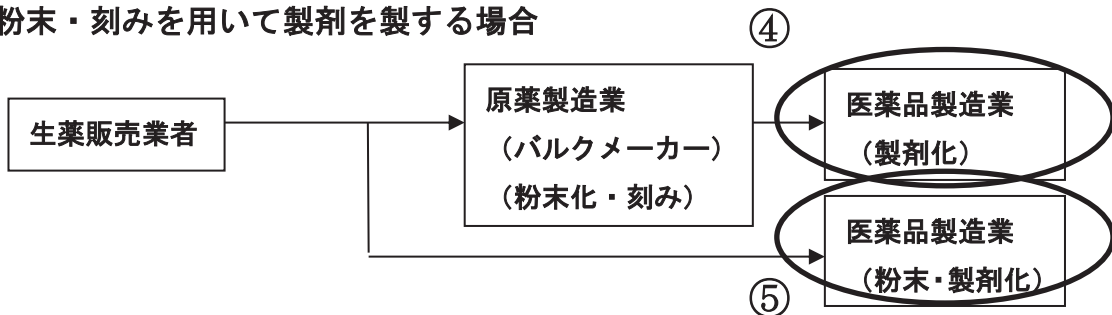 粉末・刻みを用いて製剤を製する場合
④
生薬販売業者
原薬製造業
(バルクメーカー)
(粉末化・刻み)
医薬品製造業
(製剤化)
医薬品製造業
(粉末・製剤化)
⑤